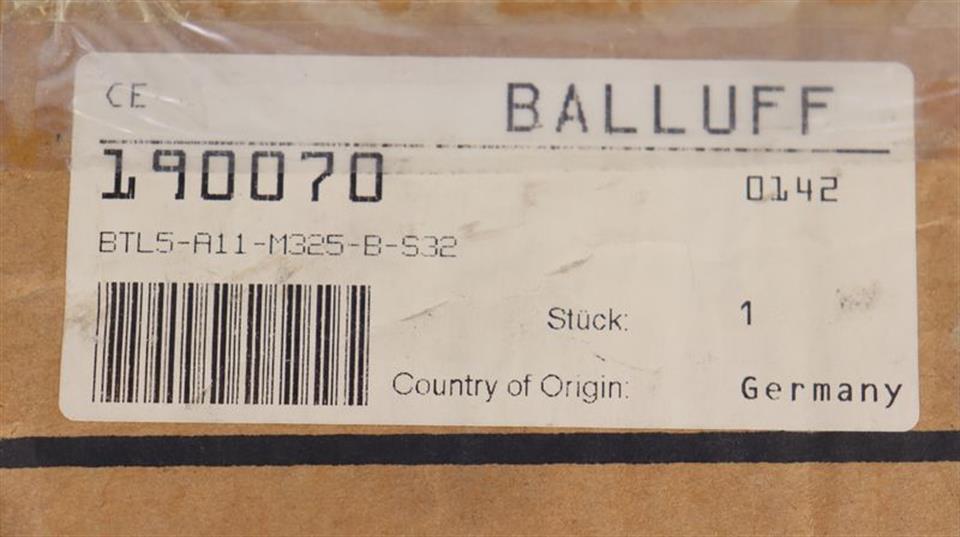 CE BALLUFF
190070 0142
BTL5-A11-M325-B-S32
Stück: 1
Country of Origin: Germany